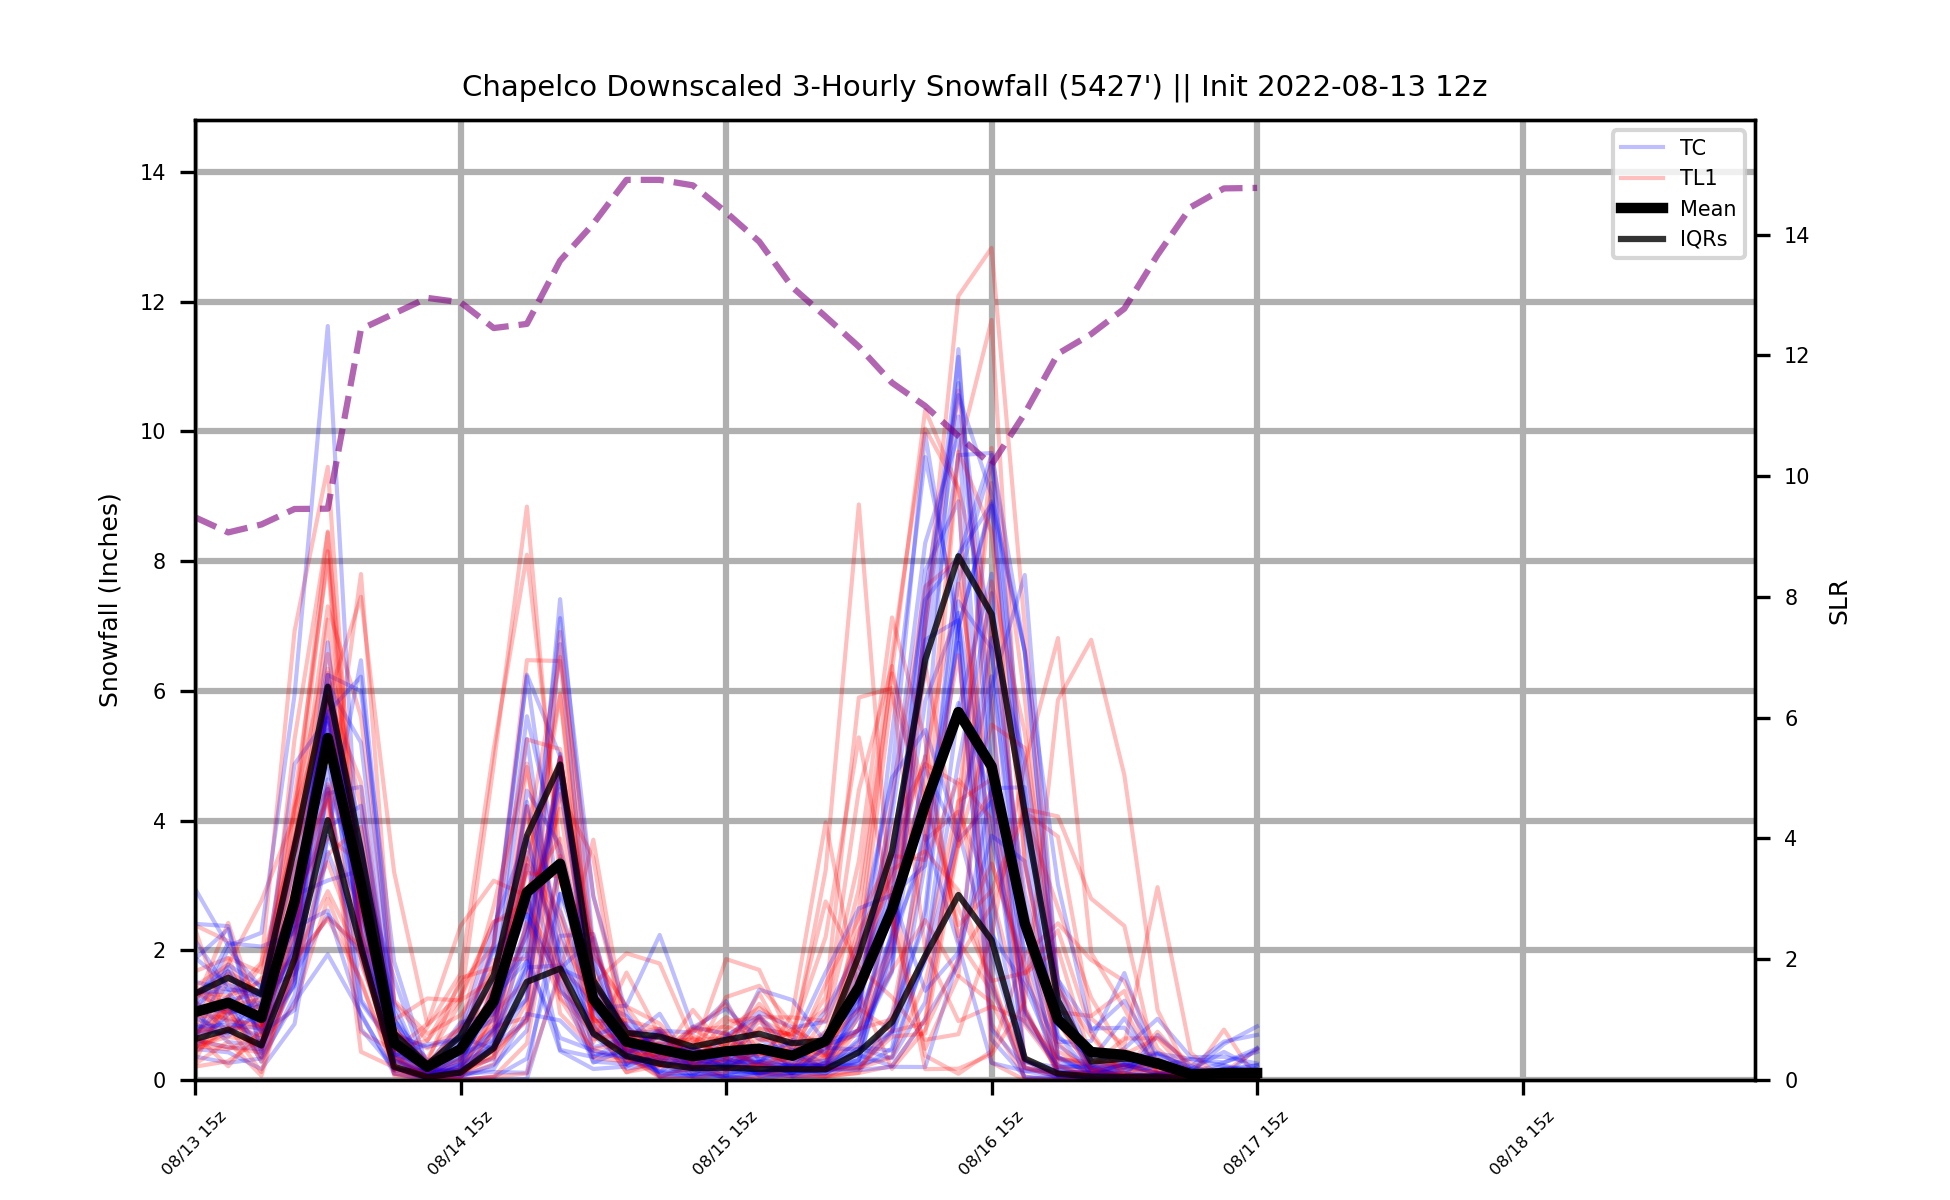 Chapelco Downscaled 3-Hourly Snowfall (5427') || Init 2022-08-13 12z
TC
TL1
Mean
IQRs
Snowfall (Inches)
14
12
10
8
6
4
2
0
SLR
14
12
10
8
6
4
2
0
08/13 15z
08/14 15z
08/15 15z
08/16 15z
08/17 15z
08/18 15z